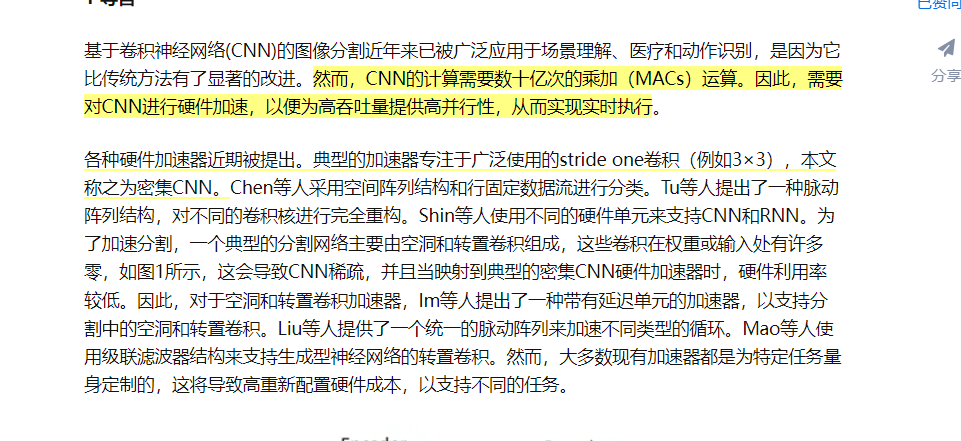 已赞同
基于卷积神经网络(CNN)的图像分割近年来已被广泛应用于场景理解、医疗和动作识别，是因为它
比传统方法有了显著的改进。然而，CNN的计算需要数十亿次的乘加（MACs）运算。因此，需要
对CNN进行硬件加速，以便为高吞吐量提供高并行性，从而实现实时执行。
分享
各种硬件加速器近期被提出。典型的加速器专注于广泛使用的stride one卷积（例如3×3），本文
称之为密集CNN。Chen等人采用空间阵列结构和行固定数据流进行分类。Tu等人提出了一种脉动
阵列结构，对不同的卷积核进行完全重构。Shin等人使用不同的硬件单元来支持CNN和RNN。为
了加速分割，一个典型的分割网络主要由空洞和转置卷积组成，这些卷积在权重或输入处有许多
零，如图1所示，这会导致CNN稀疏，并且当映射到典型的密集CNN硬件加速器时，硬件利用率
较低。因此，对于空洞和转置卷积加速器，Im等人提出了一种带有延迟单元的加速器，以支持分
割中的空洞和转置卷积。Liu等人提供了一个统一的脉动阵列来加速不同类型的循环。Mao等人使
用级联滤波器结构来支持生成型神经网络的转置卷积。然而，大多数现有加速器都是为特定任务量
身定制的，这将导致高重新配置硬件成本，以支持不同的任务。